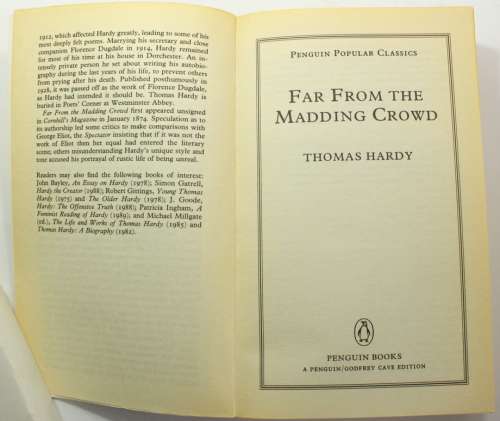 1912, which affected Hardy greatly, leading to some of his
most deeply felt poems. Marrying his secretary and close
companion Florence Dugdale in 1914, Hardy remained
for most of his time at his house in Dorchester. An in-
tensely private person he set about writing his autobio-
graphy during the last years of his life, to prevent others
from prying after his death. Published posthumously in
1928, it was passed off as the work of Florence Dugdale,
as Hardy had intended it should be. Thomas Hardy is
buried in Poets' Corner at Westminster Abbey.
Far From the Madding Crowd first appeared unsigned
in Cornhill's Magazine in January 1874. Speculation as to
its authorship led some critics to make comparisons with
George Eliot, the Spectator insisting that if it was not the
work of Eliot then her equal had entered the literary
scene; others misunderstanding Hardy's unique style and
tone accused his portrayal of rustic life of being unreal.
Readers may also find the following books of interest:
John Bayley, An Essay on Hardy (1978); Simon Gatrell,
Hardy the Creator (1988); Robert Gittings, Young Thomas
Hardy (1975) and The Older Hardy (1978); J. Goode,
Hardy: The Offensive Truth (1988); Patricia Ingham, A
Feminist Reading of Hardy (1989); and Michael Millgate
(ed.), The Life and Works of Thomas Hardy (1985) and
Thomas Hardy: A Biography (1982).
PENGUIN POPULAR CLASSICS
FAR FROM THE
MADDING CROWD
THOMAS HARDY
PENGUIN BOOKS
A PENGUIN/GODFREY CAVE EDITION